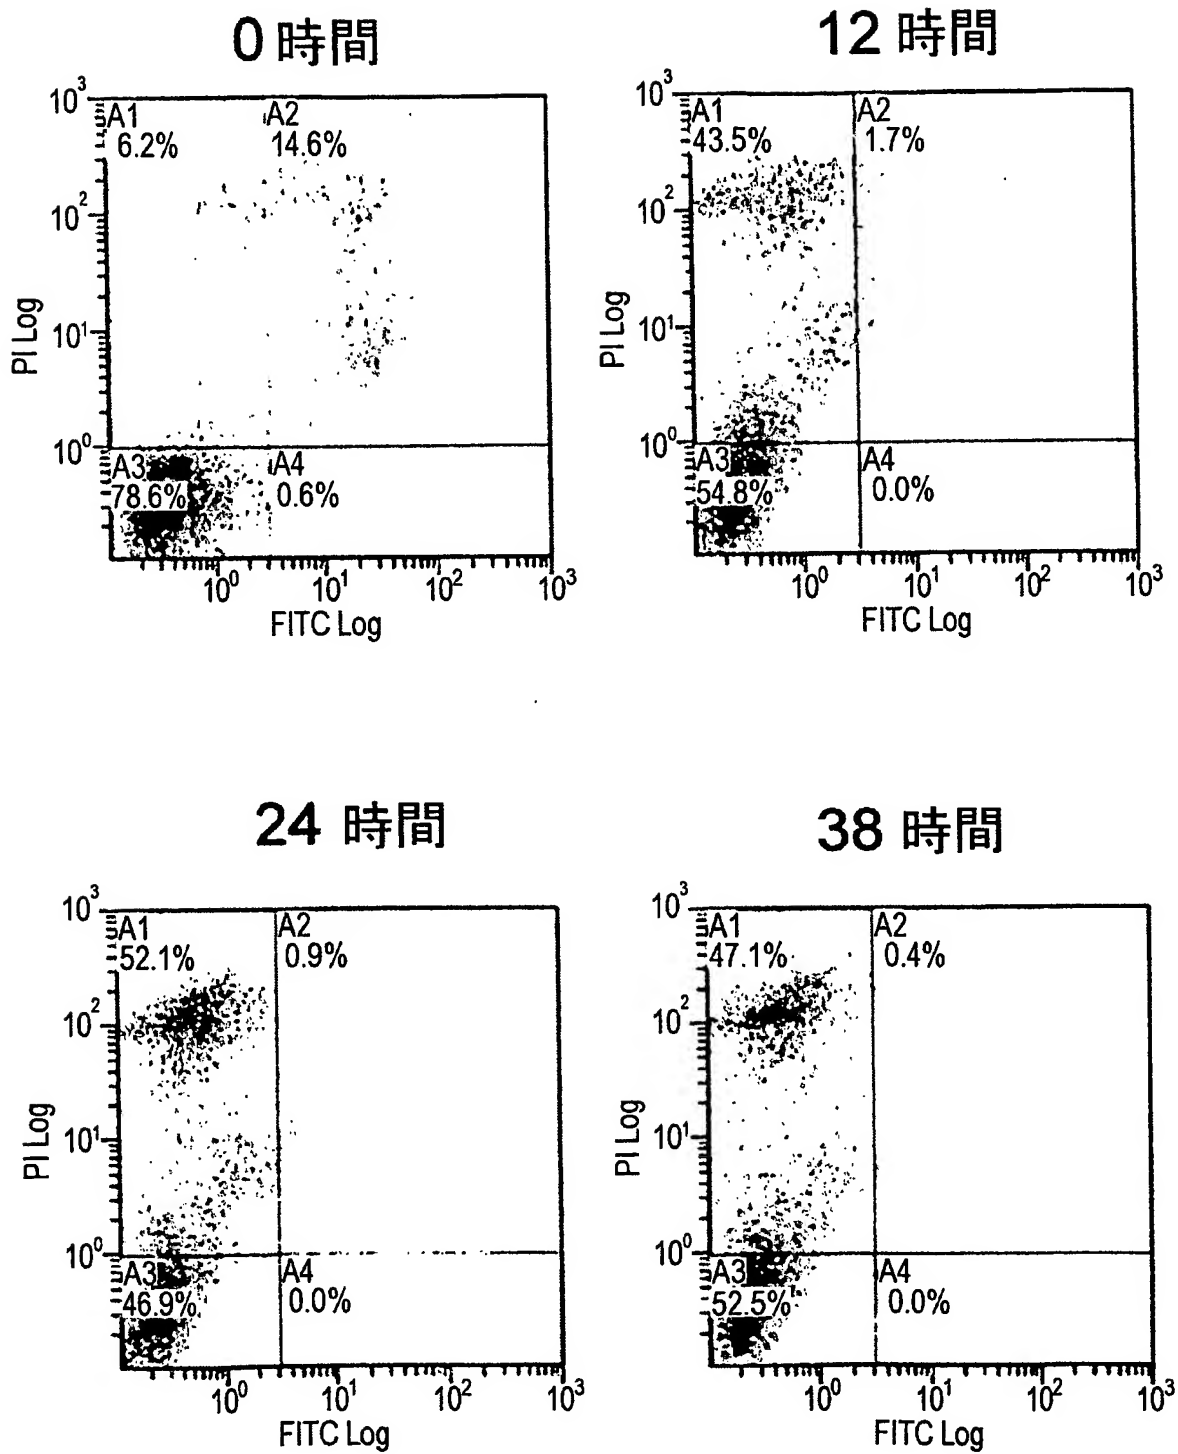 0 時間
10³
A1
6.2%
A2
14.6%
10²
PI Log
10¹
10⁰
A3
78.6%
A4
0.6%
10⁰ 10¹ 10² 10³
FITC Log
12 時間
10³
A1
43.5%
A2
1.7%
10²
PI Log
10¹
10⁰
A3
54.8%
A4
0.0%
10⁰ 10¹ 10² 10³
FITC Log
24 時間
10³
A1
52.1%
A2
0.9%
10²
PI Log
10¹
10⁰
A3
46.9%
A4
0.0%
10⁰ 10¹ 10² 10³
FITC Log
38 時間
10³
A1
47.1%
A2
0.4%
10²
PI Log
10¹
10⁰
A3
52.5%
A4
0.0%
10⁰ 10¹ 10² 10³
FITC Log